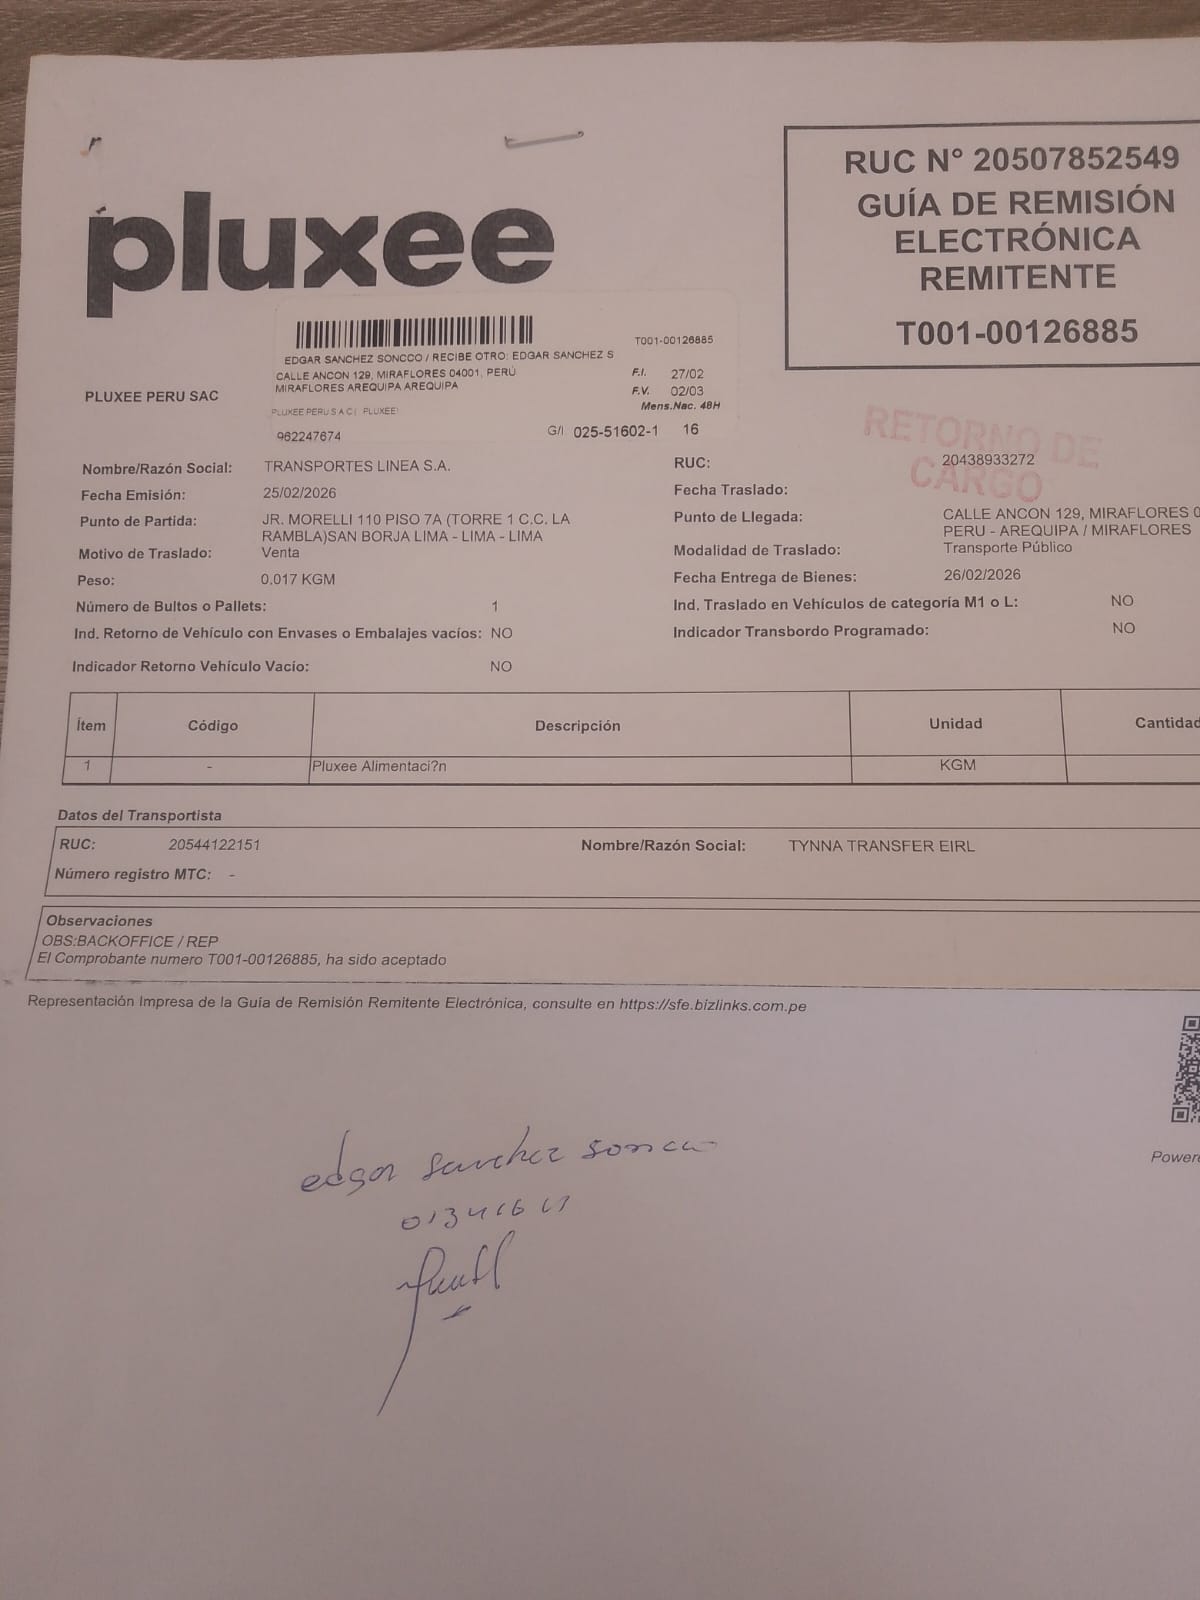 pluxee
RUC N° 20507852549
GUÍA DE REMISIÓN
ELECTRÓNICA
REMITENTE
T001-00126885
T001-00126885
EDGAR SANCHEZ SONCCO / RECIBE OTRO: EDGAR SANCHEZ S
CALLE ANCON 129, MIRAFLORES 04001, PERÚ
MIRAFLORES AREQUIPA AREQUIPA
F.I. 27/02
F.V. 02/03
Mens.Nac. 48H
PLUXEE PERU S A C ( PLUXEE)
962247674
G/I 025-51602-1 16
PLUXEE PERU SAC
RETORNO DE
CARGO
Nombre/Razón Social: TRANSPORTES LINEA S.A.
RUC: 20438933272
Fecha Emisión: 25/02/2026
Fecha Traslado:
Punto de Partida: JR. MORELLI 110 PISO 7A (TORRE 1 C.C. LA
RAMBLA)SAN BORJA LIMA - LIMA - LIMA
Punto de Llegada: CALLE ANCON 129, MIRAFLORES 0
PERU - AREQUIPA / MIRAFLORES
Motivo de Traslado: Venta
Modalidad de Traslado: Transporte Público
Peso: 0.017 KGM
Fecha Entrega de Bienes: 26/02/2026
Número de Bultos o Pallets: 1
Ind. Traslado en Vehículos de categoría M1 o L: NO
Ind. Retorno de Vehículo con Envases o Embalajes vacíos: NO
Indicador Transbordo Programado: NO
Indicador Retorno Vehículo Vacío: NO
Ítem Código Descripción Unidad Cantidad
1 - Pluxee Alimentaci?n KGM
Datos del Transportista
RUC: 20544122151 Nombre/Razón Social: TYNNA TRANSFER EIRL
Número registro MTC: -
Observaciones
OBS:BACKOFFICE / REP
El Comprobante numero T001-00126885, ha sido aceptado
Representación Impresa de la Guía de Remisión Remitente Electrónica, consulte en https://sfe.bizlinks.com.pe
Powere
edgar sanchez soncco